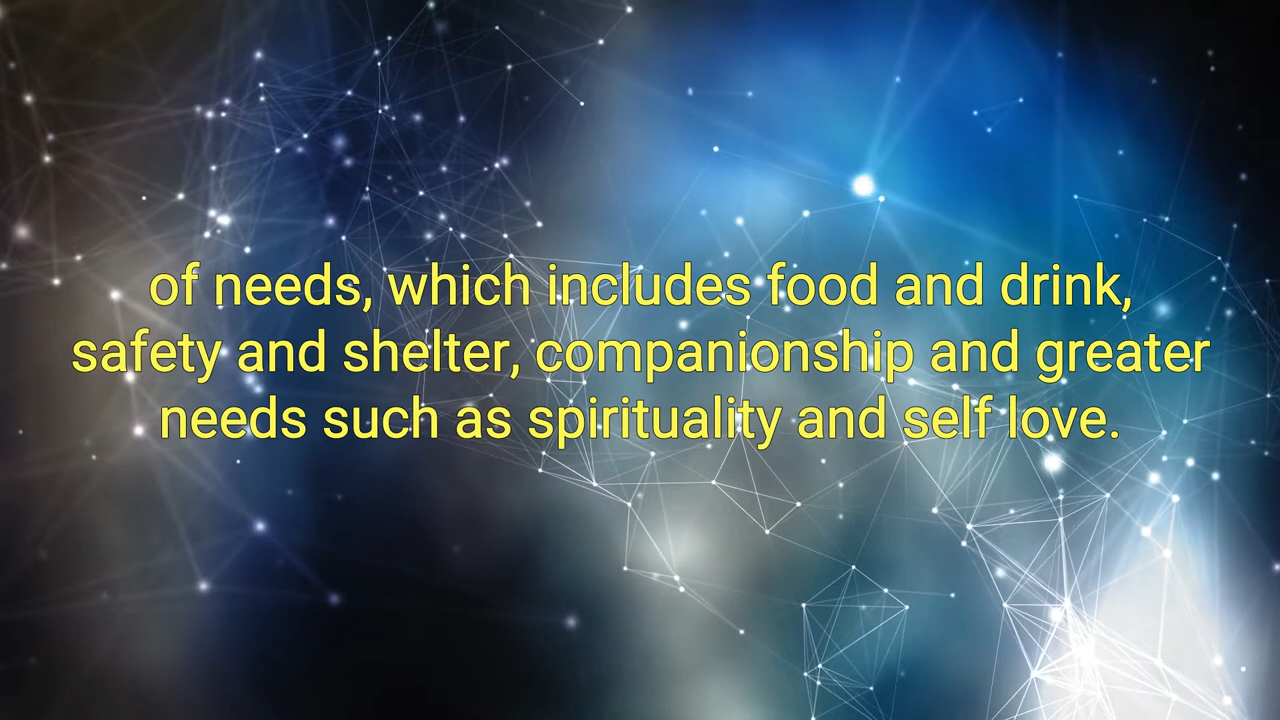 of needs, which includes food and drink,
safety and shelter, companionship and greater
needs such as spirituality and self love.